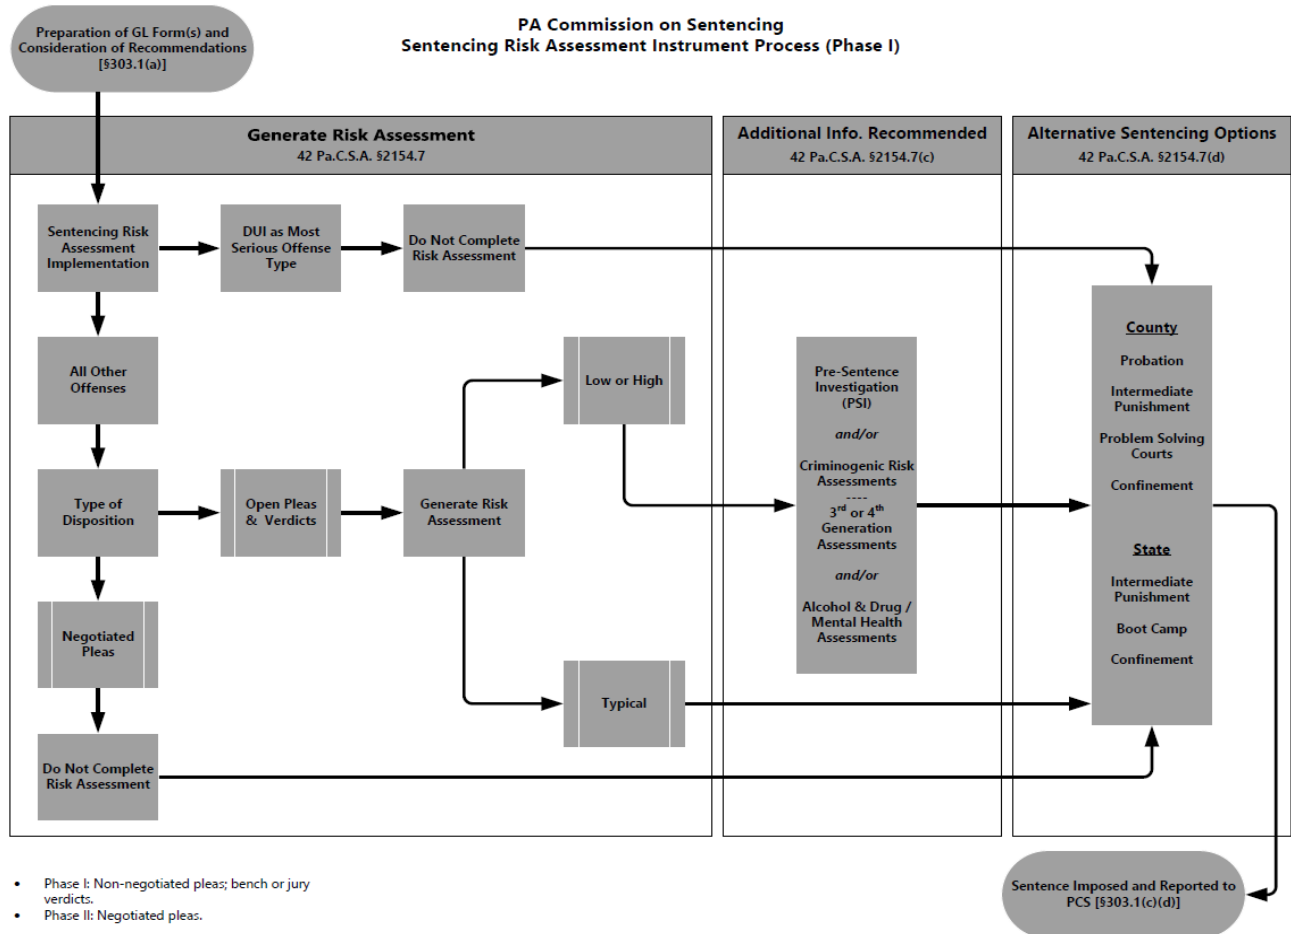 PA Commission on Sentencing
Sentencing Risk Assessment Instrument Process (Phase I)
Preparation of GL Form(s) and
Consideration of Recommendations
[§303.1(a)]
Generate Risk Assessment
42 Pa.C.S.A. §2154.7
Additional Info. Recommended
42 Pa.C.S.A. §2154.7(c)
Alternative Sentencing Options
42 Pa.C.S.A. §2154.7(d)
Sentencing Risk
Assessment
Implementation
DUI as Most
Serious Offense
Type
Do Not Complete
Risk Assessment
All Other
Offenses
Type of
Disposition
Open Pleas
& Verdicts
Generate Risk
Assessment
Low or High
Typical
Negotiated
Pleas
Do Not Complete
Risk Assessment
Pre-Sentence
Investigation
(PSI)
and/or
Criminogenic Risk
Assessments
----
3rd or 4th
Generation
Assessments
and/or
Alcohol & Drug /
Mental Health
Assessments
County
Probation
Intermediate
Punishment
Problem Solving
Courts
Confinement
State
Intermediate
Punishment
Boot Camp
Confinement
Sentence Imposed and Reported to
PCS [§303.1(c)(d)]
• Phase I: Non-negotiated pleas; bench or jury
verdicts.
• Phase II: Negotiated pleas.